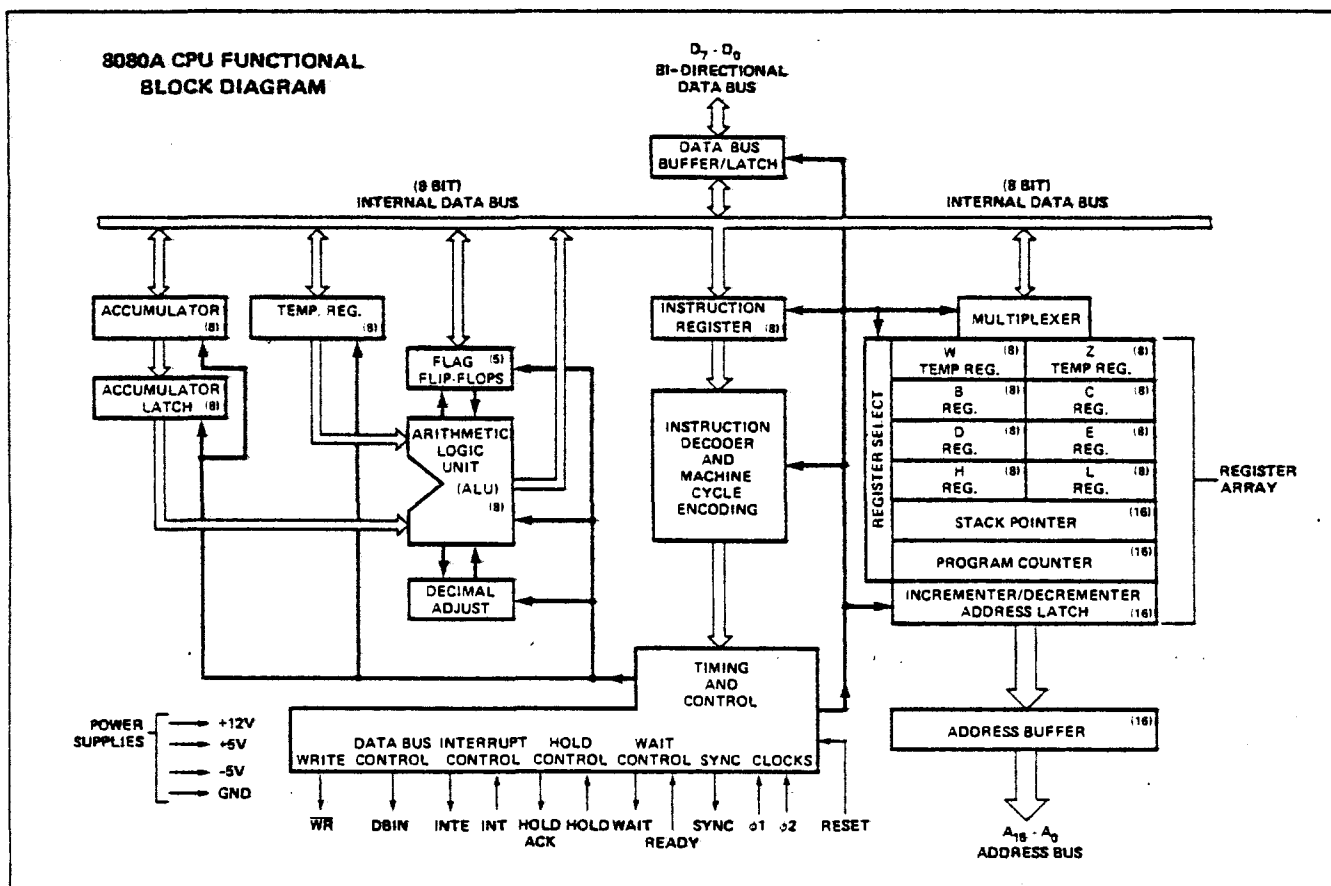 8080A CPU FUNCTIONAL
BLOCK DIAGRAM
D7 - D0
BI-DIRECTIONAL
DATA BUS
DATA BUS
BUFFER/LATCH
(8 BIT)
INTERNAL DATA BUS
(8 BIT)
INTERNAL DATA BUS
ACCUMULATOR
(8)
TEMP. REG.
(8)
INSTRUCTION
REGISTER (8)
MULTIPLEXER
FLAG (5)
FLIP-FLOPS
ACCUMULATOR
LATCH (8)
ARITHMETIC
LOGIC
UNIT
(ALU)
(8)
DECIMAL
ADJUST
INSTRUCTION
DECODER
AND
MACHINE
CYCLE
ENCODING
REGISTER SELECT
W (8)
TEMP REG.
Z (8)
TEMP REG.
B (8)
REG.
C (8)
REG.
D (8)
REG.
E (8)
REG.
H (8)
REG.
L (8)
REG.
STACK POINTER (16)
PROGRAM COUNTER (16)
INCREMENTER/DECREMENTER
ADDRESS LATCH (16)
REGISTER
ARRAY
TIMING
AND
CONTROL
WRITE
DATA BUS
CONTROL
INTERRUPT
CONTROL
HOLD
CONTROL
WAIT
CONTROL
SYNC
CLOCKS
POWER
SUPPLIES
+12V
+5V
-5V
GND
WR
DBIN
INTE
INT
HOLD
ACK
HOLD
WAIT
READY
SYNC
ϕ1
ϕ2
RESET
ADDRESS BUFFER (16)
A15 - A0
ADDRESS BUS